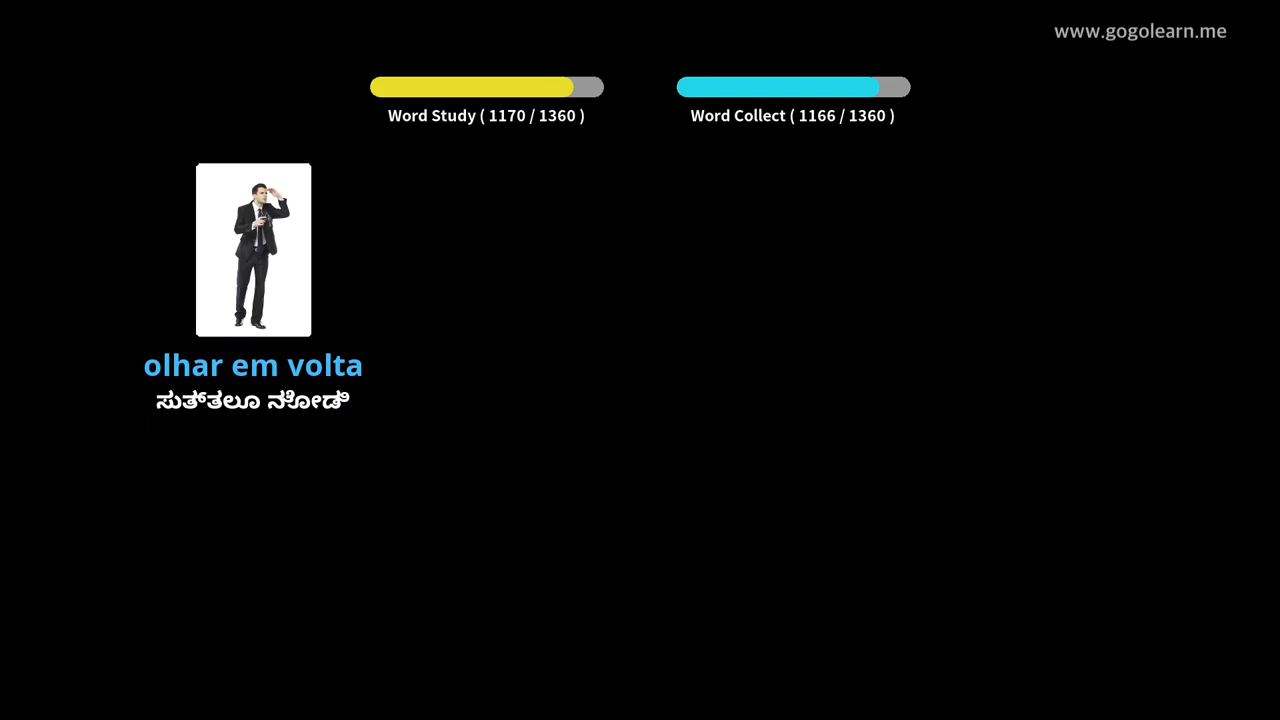 www.gogolearn.me
Word Study ( 1170 / 1360 )
Word Collect ( 1166 / 1360 )
olhar em volta
ಸುತ್ತಲೂ ನೋಡಿ